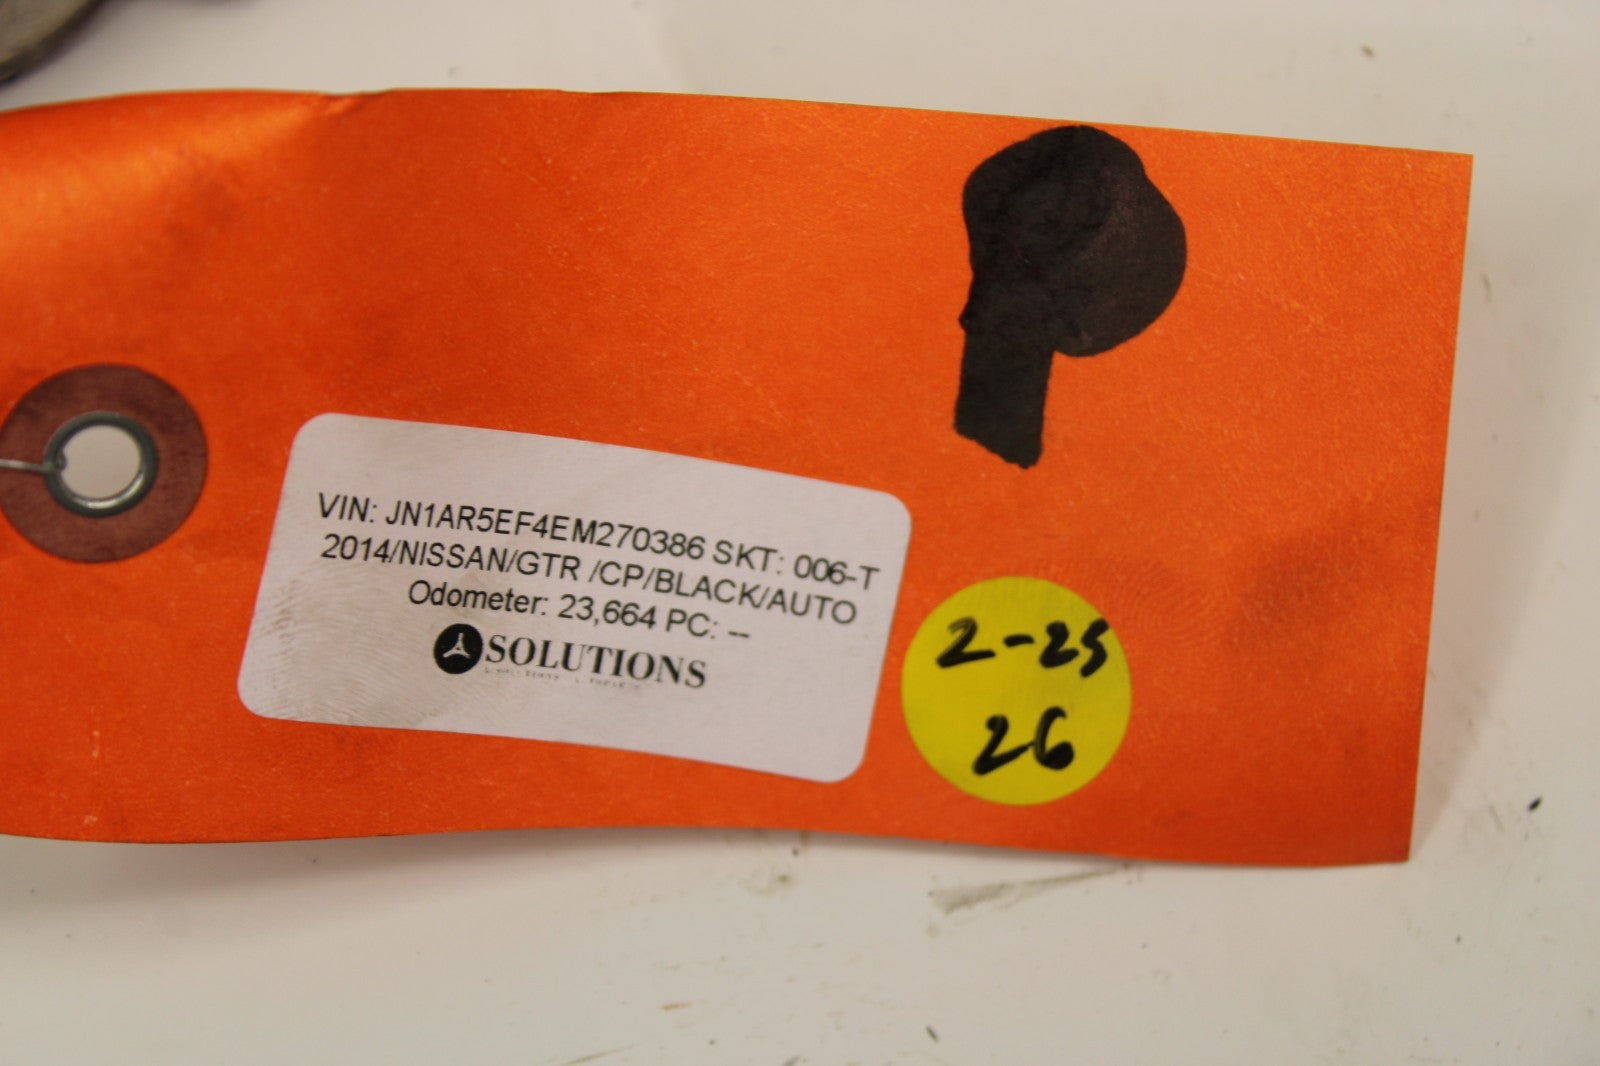 VIN: JN1AR5EF4EM270386 SKT: 006-T
2014/NISSAN/GTR /CP/BLACK/AUTO
Odometer: 23,664 PC: --
SOLUTIONS
2-25
26